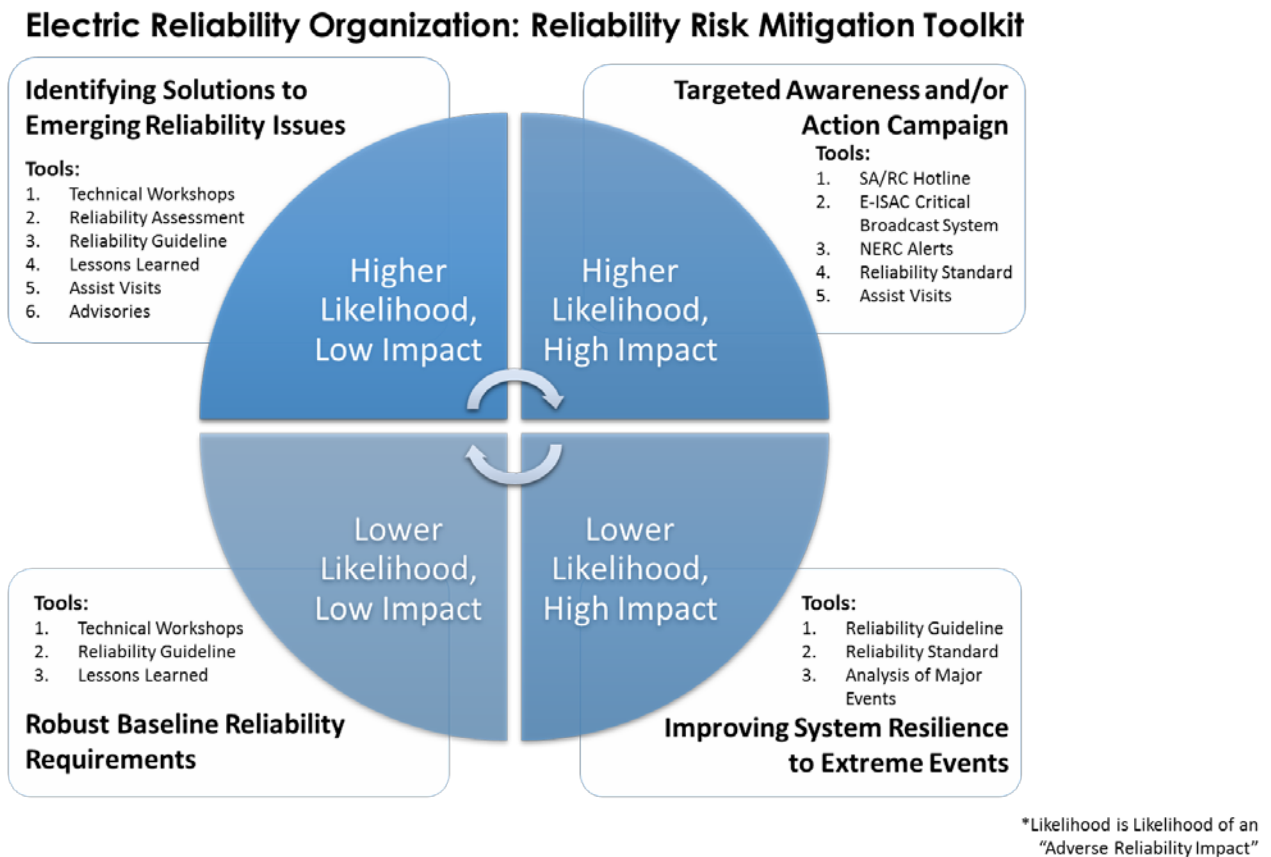 Electric Reliability Organization: Reliability Risk Mitigation Toolkit
Identifying Solutions to
Emerging Reliability Issues
Tools:
1. Technical Workshops
2. Reliability Assessment
3. Reliability Guideline
4. Lessons Learned
5. Assist Visits
6. Advisories
Targeted Awareness and/or
Action Campaign
Tools:
1. SA/RC Hotline
2. E-ISAC Critical
Broadcast System
3. NERC Alerts
4. Reliability Standard
5. Assist Visits
Higher
Likelihood,
Low Impact
Higher
Likelihood,
High Impact
Lower
Likelihood,
Low Impact
Lower
Likelihood,
High Impact
Tools:
1. Technical Workshops
2. Reliability Guideline
3. Lessons Learned
Robust Baseline Reliability
Requirements
Tools:
1. Reliability Guideline
2. Reliability Standard
3. Analysis of Major
Events
Improving System Resilience
to Extreme Events
*Likelihood is Likelihood of an
“Adverse Reliability Impact”